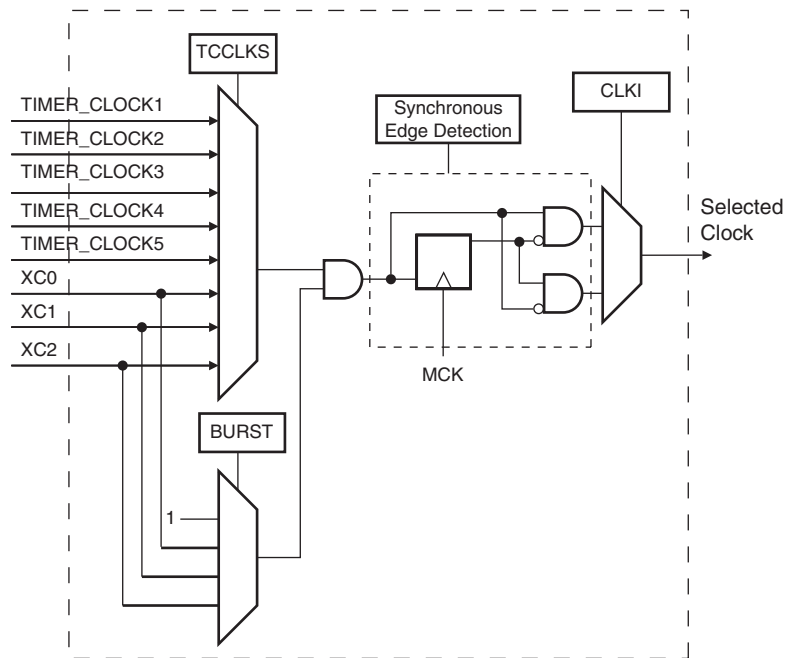 TCCLKS
TIMER_CLOCK1
TIMER_CLOCK2
TIMER_CLOCK3
TIMER_CLOCK4
TIMER_CLOCK5
XC0
XC1
XC2
Synchronous
Edge Detection
CLKI
Selected
Clock
MCK
BURST
1